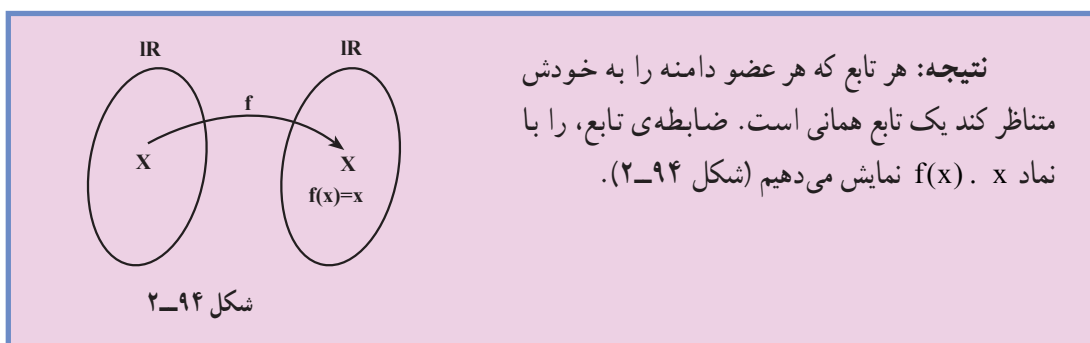 نتیجه: هر تابع که هر عضو دامنه را به خودش
متناظر کند یک تابع همانی است. ضابطه‌ی تابع، را با
نماد f(x) . x نمایش می‌دهیم (شکل ۹۴ــ۲).
IR
IR
f
X
X
f(x)=x
شکل ۹۴ــ۲